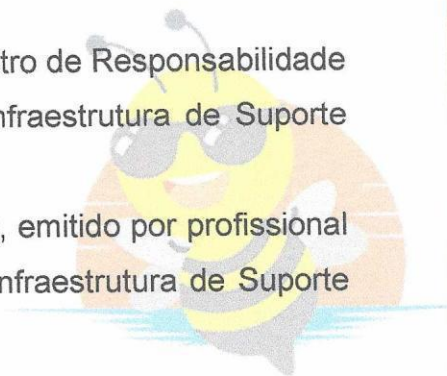 tro de Responsabilidade
nfraestrutura de Suporte
, emitido por profissional
nfraestrutura de Suporte